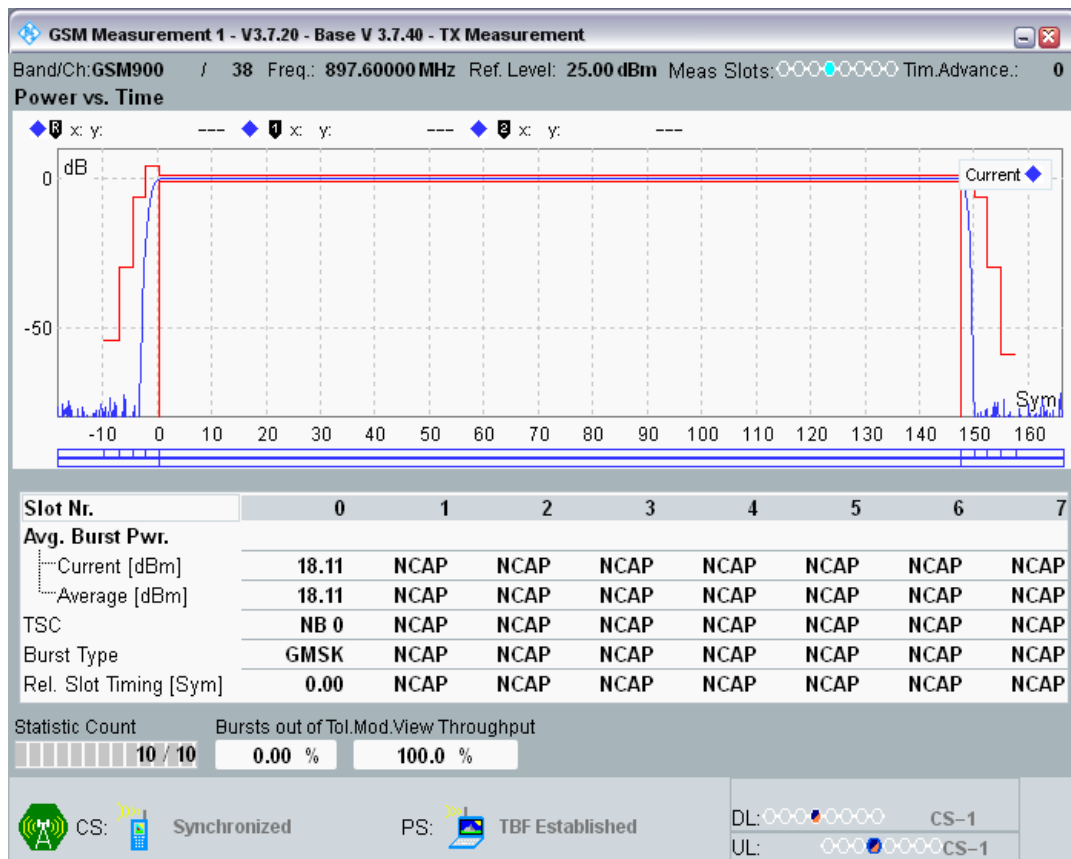 GSM Measurement 1 - V3.7.20 - Base V 3.7.40 - TX Measurement
Band/Ch:GSM900 / 38 Freq.: 897.60000 MHz Ref. Level: 25.00 dBm Meas Slots: Tim.Advance.: 0
Power vs. Time
R x: y: --- 1 x: y: --- 2 x: y: ---
dB
Current
0
-50
Sym
-10 0 10 20 30 40 50 60 70 80 90 100 110 120 130 140 150 160
Slot Nr. 0 1 2 3 4 5 6 7
Avg. Burst Pwr.
Current [dBm] 18.11 NCAP NCAP NCAP NCAP NCAP NCAP NCAP
Average [dBm] 18.11 NCAP NCAP NCAP NCAP NCAP NCAP NCAP
TSC NB 0 NCAP NCAP NCAP NCAP NCAP NCAP NCAP
Burst Type GMSK NCAP NCAP NCAP NCAP NCAP NCAP NCAP
Rel. Slot Timing [Sym] 0.00 NCAP NCAP NCAP NCAP NCAP NCAP NCAP
Statistic Count Bursts out of Tol.Mod.View Throughput
10 / 10 0.00 % 100.0 %
CS: Synchronized PS: TBF Established DL: CS-1
UL: CS-1